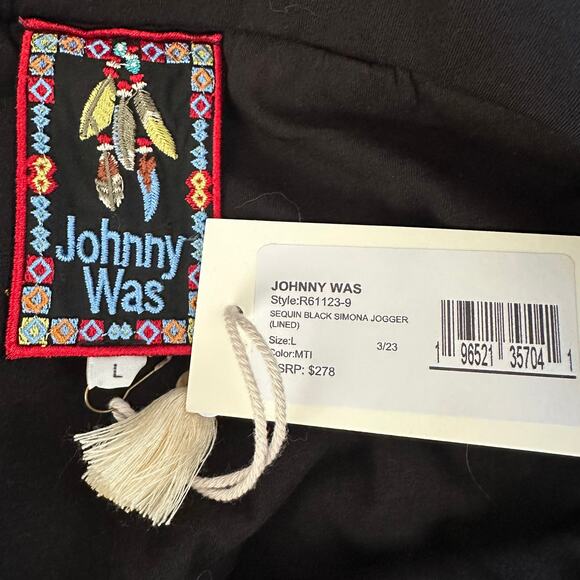 Johnny
Was
L
JOHNNY WAS
Style:R61123-9
SEQUIN BLACK SIMONA JOGGER
(LINED)
Size:L 3/23
Color:MTI
SRP: $278
1 96521 35704 1